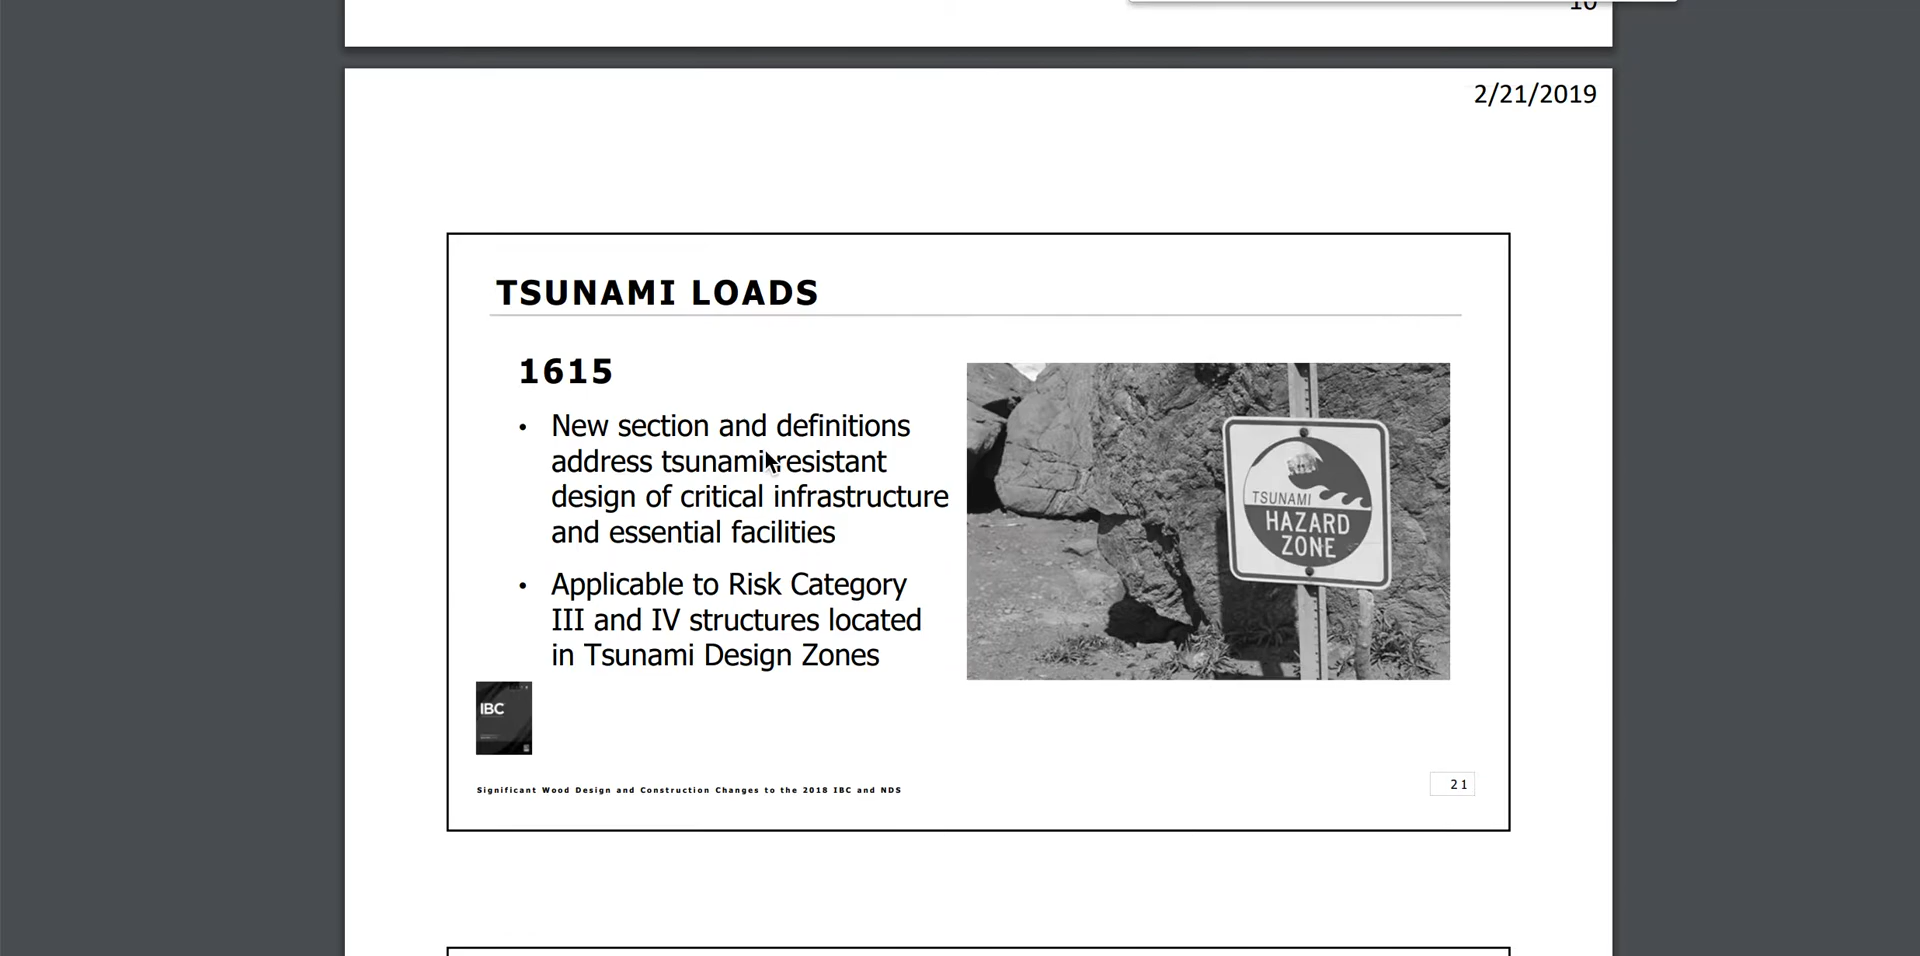 10
2/21/2019
TSUNAMI LOADS
1615
• New section and definitions
address tsunami resistant
design of critical infrastructure
and essential facilities
• Applicable to Risk Category
III and IV structures located
in Tsunami Design Zones
TSUNAMI
HAZARD
ZONE
IBC
Significant Wood Design and Construction Changes to the 2018 IBC and NDS
21